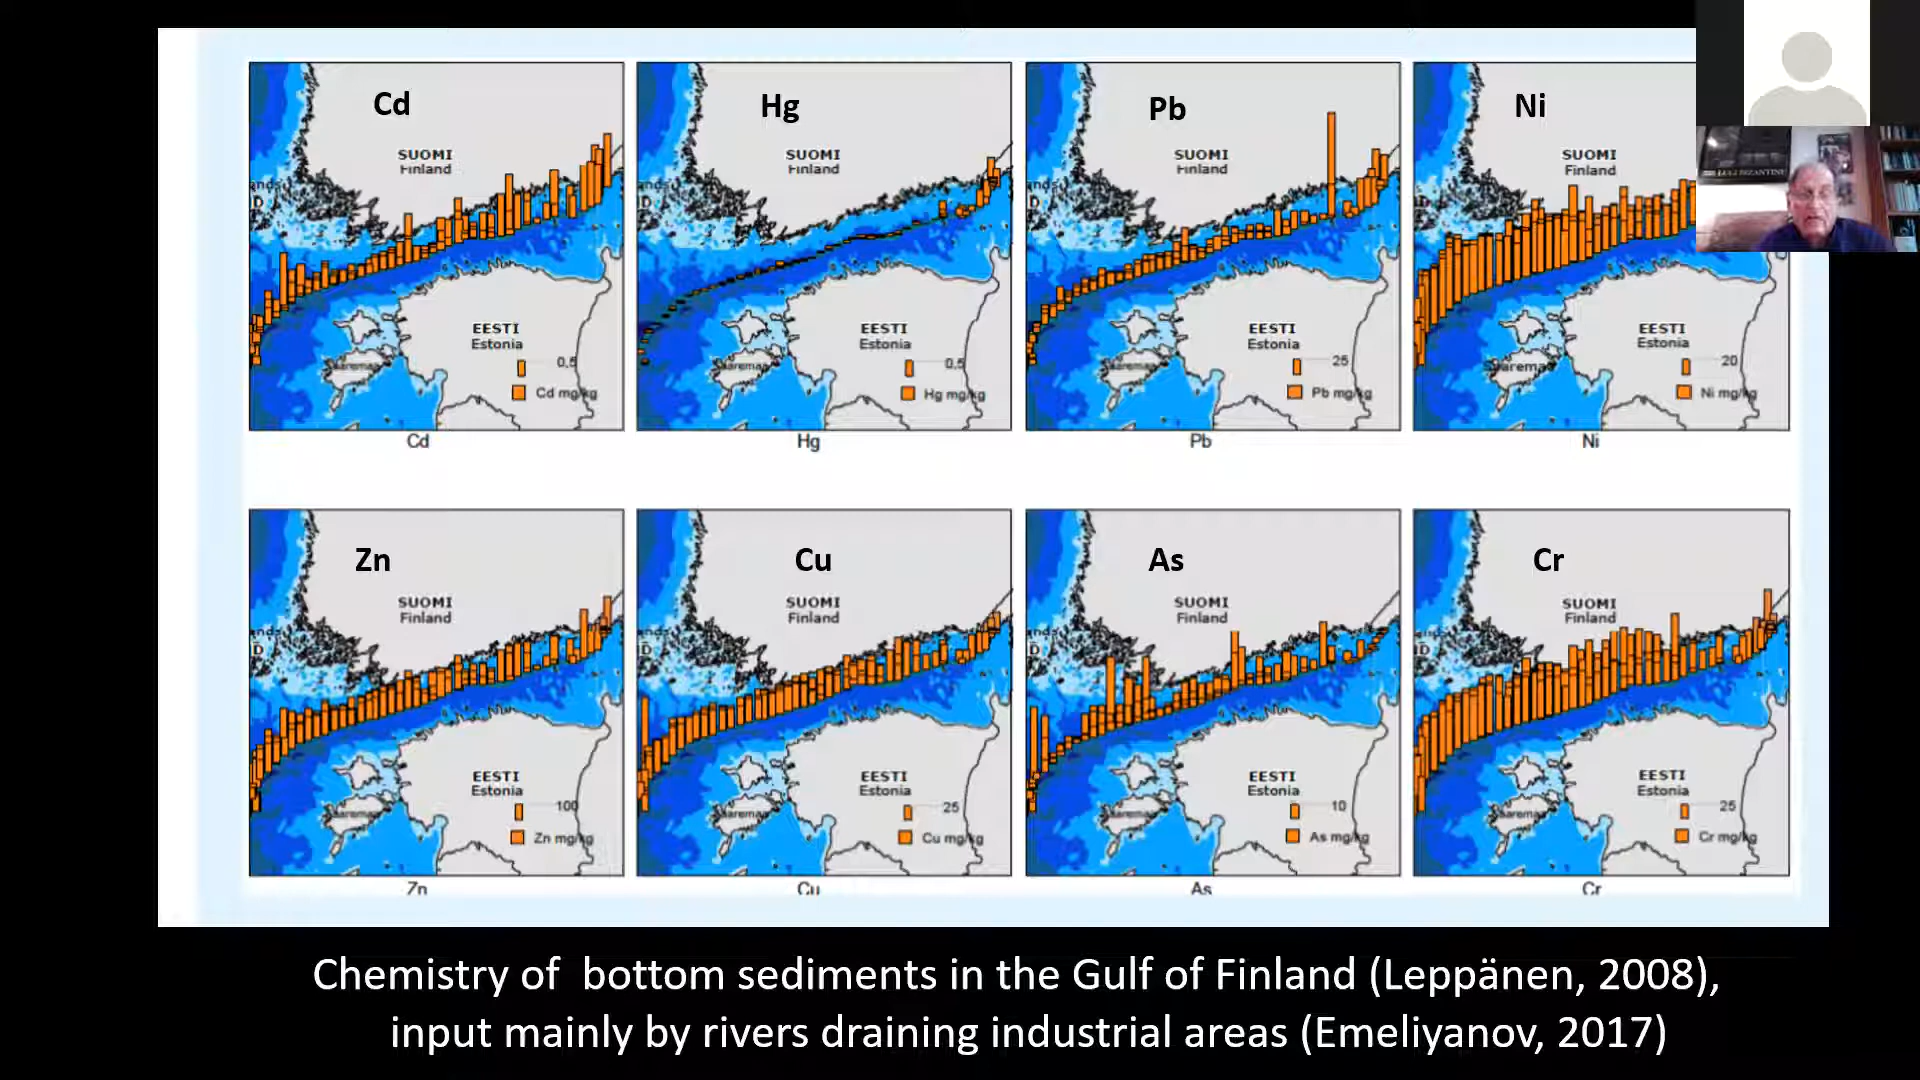 Cd
SUOMI
Finland
EESTI
Estonia
0,5
Cd mg/kg
Cd
Hg
SUOMI
Finland
EESTI
Estonia
0,5
Hg mg/kg
Hg
Pb
SUOMI
Finland
EESTI
Estonia
25
Pb mg/kg
Pb
Ni
SUOMI
Finland
EESTI
Estonia
Saaremaa
20
Ni mg/kg
Ni
Zn
SUOMI
Finland
EESTI
Estonia
100
Zn mg/kg
Zn
Cu
SUOMI
Finland
EESTI
Estonia
25
Cu mg/kg
Cu
As
SUOMI
Finland
EESTI
Estonia
10
As mg/kg
As
Cr
SUOMI
Finland
EESTI
Estonia
25
Cr mg/kg
Cr
Chemistry of bottom sediments in the Gulf of Finland (Leppänen, 2008),
input mainly by rivers draining industrial areas (Emeliyanov, 2017)